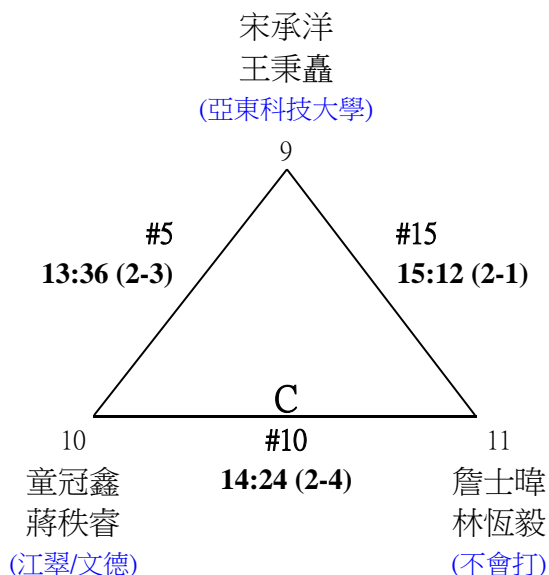 宋承洋
王秉聶
(亞東科技大學)
9
#5
13:36 (2-3)
#15
15:12 (2-1)
C
10
#10
11
童冠鑫
14:24 (2-4)
詹士暐
蔣秩睿
林恆毅
(江翠/文德)
(不會打)